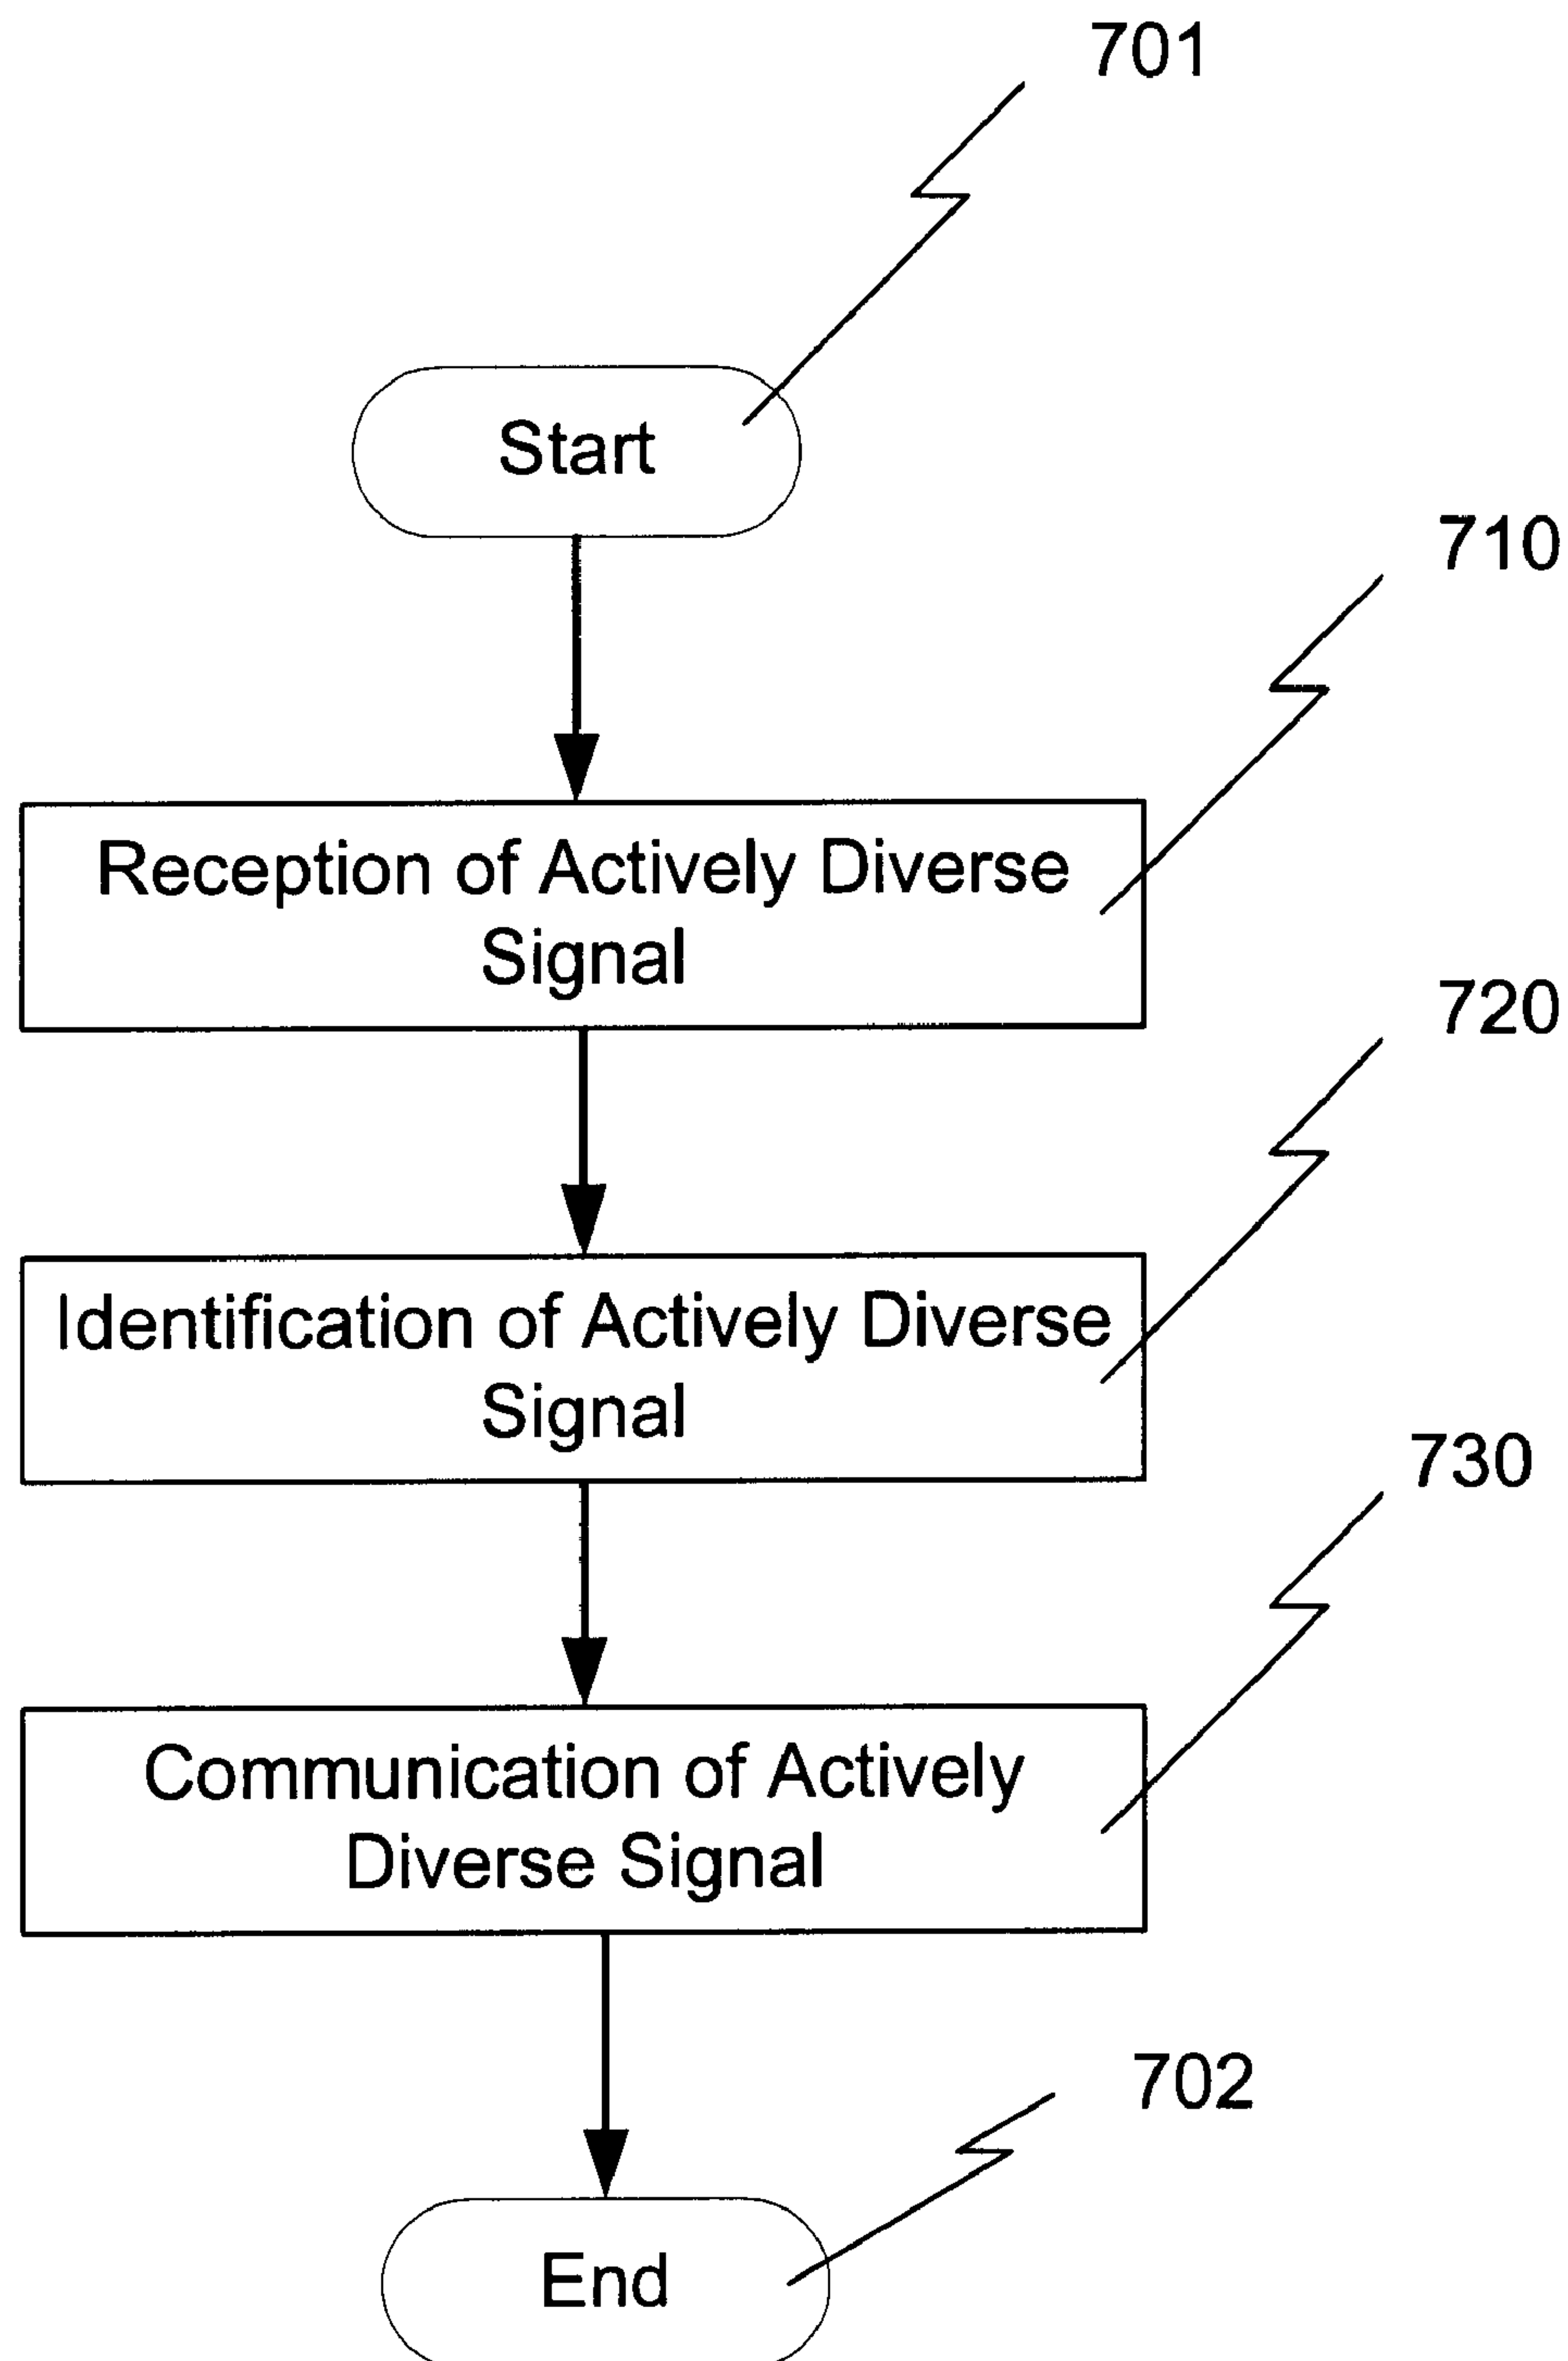 701
Start
710
Reception of Actively Diverse
Signal
720
Identification of Actively Diverse
Signal
730
Communication of Actively
Diverse Signal
702
End